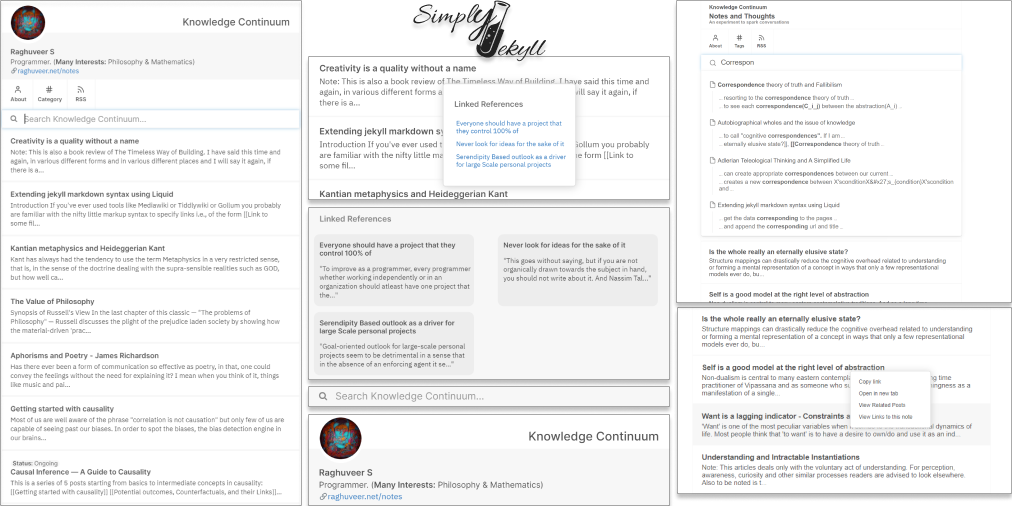 Knowledge Continuum
Raghuveer
Programmer. (Many Interests: Philosophy & Mathematics)
raghuveer.net/notes
About
Category
RSS
Search Knowledge Continuum...
Creativity is a quality without a name
Note: This is also a book review of The Timeless Way of Building. I have said this time and
again, in various different forms and in various different places and I will say it again, if
there is a...
Extending jekyll markdown syntax using Liquid
Introduction If you've ever used tools like Mediawiki or Tiddlywiki or Gollum you probably
are familiar with the nifty little markup syntax to specify links i.e., of the form [[Link to
some fil...
Kantian metaphysics and Heideggerian Kant
Kant has always had the tendency to use the term Metaphysics in a very restricted sense,
that is, in the sense of the doctrine dealing with the supra-sensible realities such as GOD,
but how well ca...
The Value of Philosophy
Synopsis of Russell's View In the last chapter of this classic — "The problems of
Philosophy" — Russell discusses the plight of the prejudice laden society by showing how
the material-driven 'prac...
Aphorisms and Poetry - James Richardson
Has there ever been a form of communication so effective as poetry, in that, one could
convey the feelings without the need for explaining it? I mean when you think of it, things
like music and pai...
Getting started with causality
Most of us are well aware of the phrase "correlation is not causation" but only few of us are
capable of seeing past our biases. In order to spot the biases, the bias detection engine in
our brains...
Status: Ongoing
Causal Inference — A Guide to Causality
This is a series of 5 posts starting from basics to intermediate concepts in causality:
[[Getting started with causality]] [[Potential outcomes, Counterfactuals, and their Links]]...
Simply Jekyll
Creativity is a quality without a name
Note: This is also a book review of The Timeless Way of Building. I have said this time and
again, in various different forms a
will say it again, if
there is a...
Linked References
Everyone should have a project that
they control 100% of
Never look for ideas for the sake of it
Serendipity Based outlook as a driver
for large Scale personal projects
Extending jekyll markdown sy
Introduction If you've ever used
Gollum you probably
are familiar with the nifty little m
the form [[Link to
some fil...
Kantian metaphysics and Heideggerian Kant
Linked References
Everyone should have a project that they
control 100% of
"To improve as a programmer, every programmer
whether working independently or in an
organization should atleast have one project that
the..."
Never look for ideas for the sake of it
"This goes without saying, but if you are not
organically drawn towards the subject in hand,
you should not write about it. And Nassim Tal..."
Serendipity Based outlook as a driver for
large Scale personal projects
"Goal-oriented outlook for large-scale personal
projects seem to be detrimental in a sense that
in the absence of an enforcing agent it se..."
Search Knowledge Continuum...
Knowledge Continuum
Raghuveer S
Programmer. (Many Interests: Philosophy & Mathematics)
raghuveer.net/notes
Knowledge Continuum
Notes and Thoughts
An experiment to spark conversations
About
Tags
RSS
Correspon
Correspondence theory of truth and Fallibilism
.. resorting to the correspondence theory of truth ..
.. to see each correspondence(C_i_j) between the abstraction(A_i) ..
Autobiographical wholes and the issue of knowledge
.. to call "cognitive correspondences". If I am ..
.. eternally elusive state?]], [[Correspondence theory of truth ..
Adlerian Teleological Thinking and A Simplified Life
.. can create appropriate correspondences between our current ..
.. creates a new correspondence between X'scondition
and ..
Extending jekyll markdown syntax using Liquid
.. get the data corresponding to the pages ..
.. and append the corresponding url and title ..
Is the whole really an eternally elusive state?
Structure mappings can drastically reduce the cognitive overhead related to understanding
or forming a mental representation of a concept in ways that only a few representational
models ever do, bu...
Self is a good model at the right level of abstraction
Is the whole really an eternally elusive state?
Structure mappings can drastically reduce the cognitive overhead related to understanding
or forming a mental representation of a concept in ways that only a few representational
models ever do, bu...
Self is a good model at the right level of abstraction
Non-dualism is central to many eastern contempl
time
practitioner of Vipassana and as someone who su
ness as a
manifestation of a single...
Copy link
Open in new tab
View Related Posts
View Links to this note
Want is a lagging indicator - Constraints a
'Want' is one of the most peculiar variables when
dynamics of
life. Most people think that 'to want' is to have a desire to own/do and use it as an ind...
Understanding and Intractable Instantiations
Note: This articles deals only with the voluntary act of understanding. For perception,
awareness, curiosity and other similar processes readers are advised to look elsewhere.
Also to be noted is t...